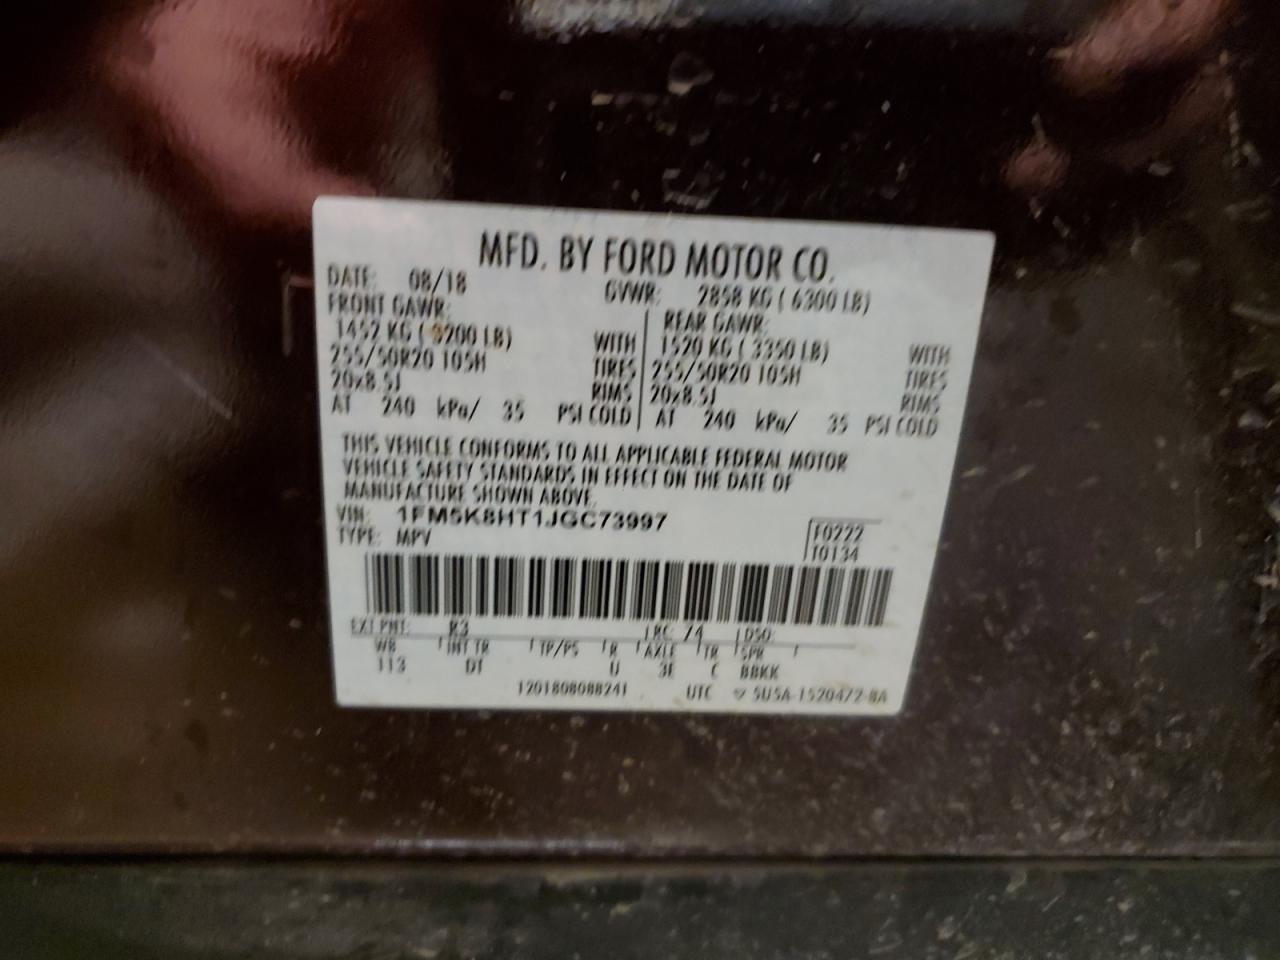 MFD. BY FORD MOTOR CO.
DATE: 08/18 GVWR: 2858 KG ( 6300 LB)
FRONT GAWR: REAR GAWR:
1452 KG ( 3200 LB) WITH 1520 KG ( 3350 LB) WITH
255/50R20 105H TIRES 255/50R20 105H TIRES
20x8.5J RIMS 20x8.5J RIMS
AT 240 kPa/ 35 PSI COLD AT 240 kPa/ 35 PSI COLD
THIS VEHICLE CONFORMS TO ALL APPLICABLE FEDERAL MOTOR
VEHICLE SAFETY STANDARDS IN EFFECT ON THE DATE OF
MANUFACTURE SHOWN ABOVE.
VIN: 1FM5K8HT1JGC73997
TYPE: MPV F0222
T0134
EXT PNT: R3 RC: 74 DSO:
WB INT TR TP/PS R AXLE TR SPR
113 DT U 3E C BBKK
1201808088241 UTC 5U5A-1520472-BA